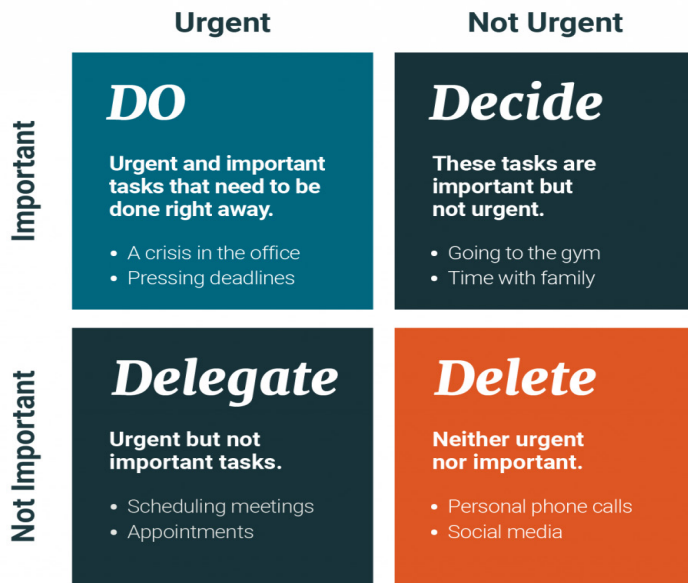 Urgent
Not Urgent
Important
DO
Urgent and important
tasks that need to be
done right away.
• A crisis in the office
• Pressing deadlines
Decide
These tasks are
important but
not urgent.
• Going to the gym
• Time with family
Not Important
Delegate
Urgent but not
important tasks.
• Scheduling meetings
• Appointments
Delete
Neither urgent
nor important.
• Personal phone calls
• Social media